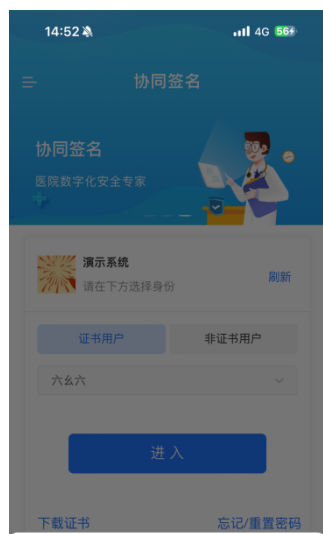 14:52 4G 56
协同签名
协同签名
医院数字化安全专家
演示系统
请在下方选择身份
刷新
证书用户 非证书用户
六幺六
进入
下载证书 忘记/重置密码